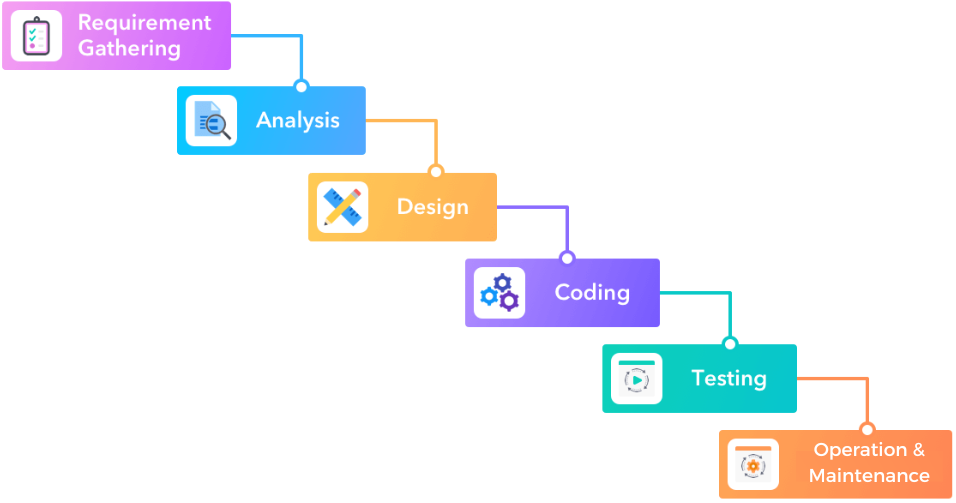 Requirement
Gathering
Analysis
Design
Coding
Testing
Operation &
Maintenance